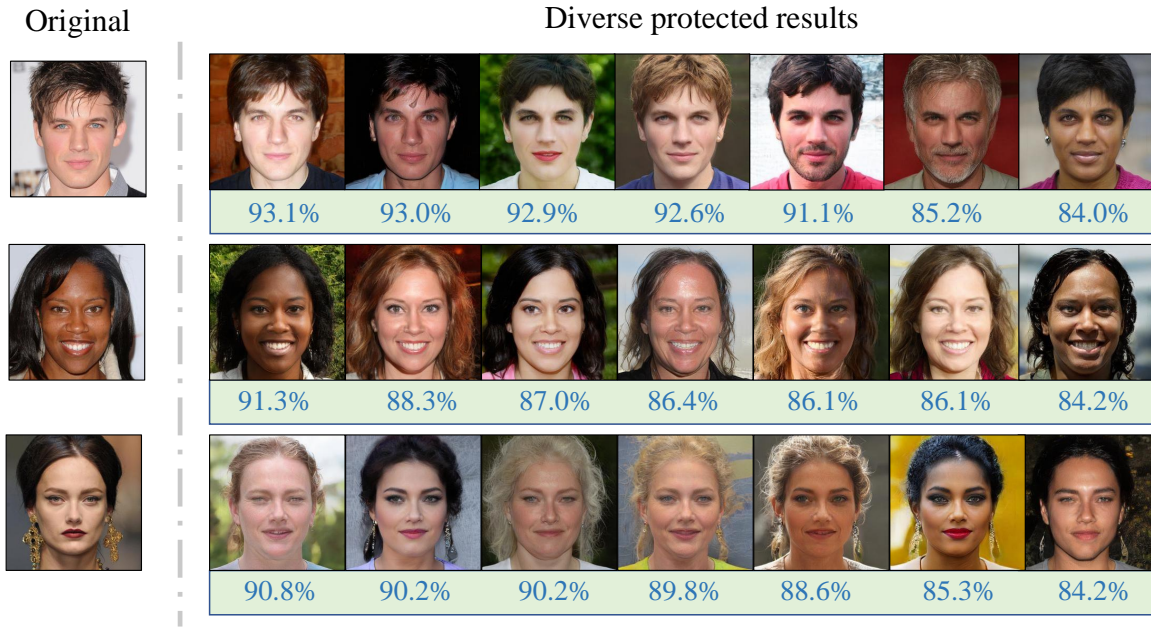 Original
Diverse protected results
93.1% 93.0% 92.9% 92.6% 91.1% 85.2% 84.0%
91.3% 88.3% 87.0% 86.4% 86.1% 86.1% 84.2%
90.8% 90.2% 90.2% 89.8% 88.6% 85.3% 84.2%